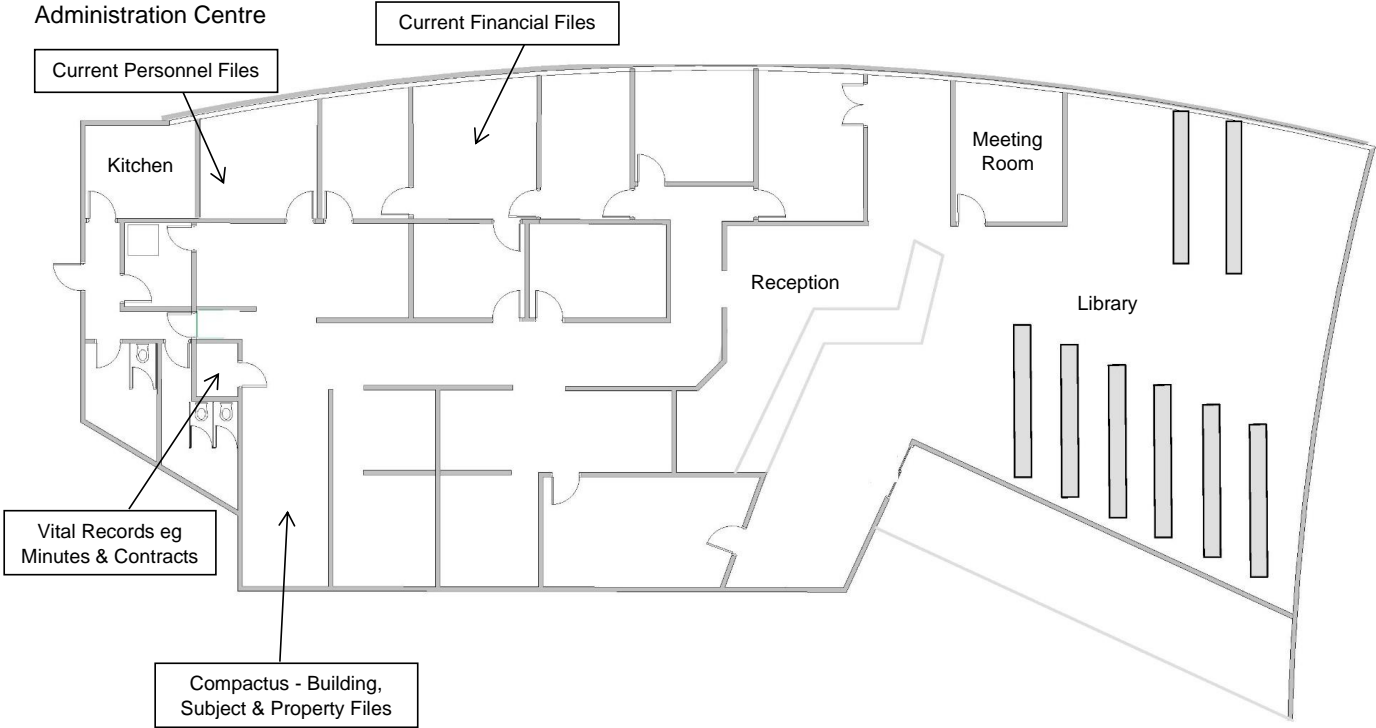 Administration Centre
Current Financial Files
Current Personnel Files
Kitchen
Meeting
Room
Reception
Library
Vital Records eg
Minutes & Contracts
Compactus - Building,
Subject & Property Files